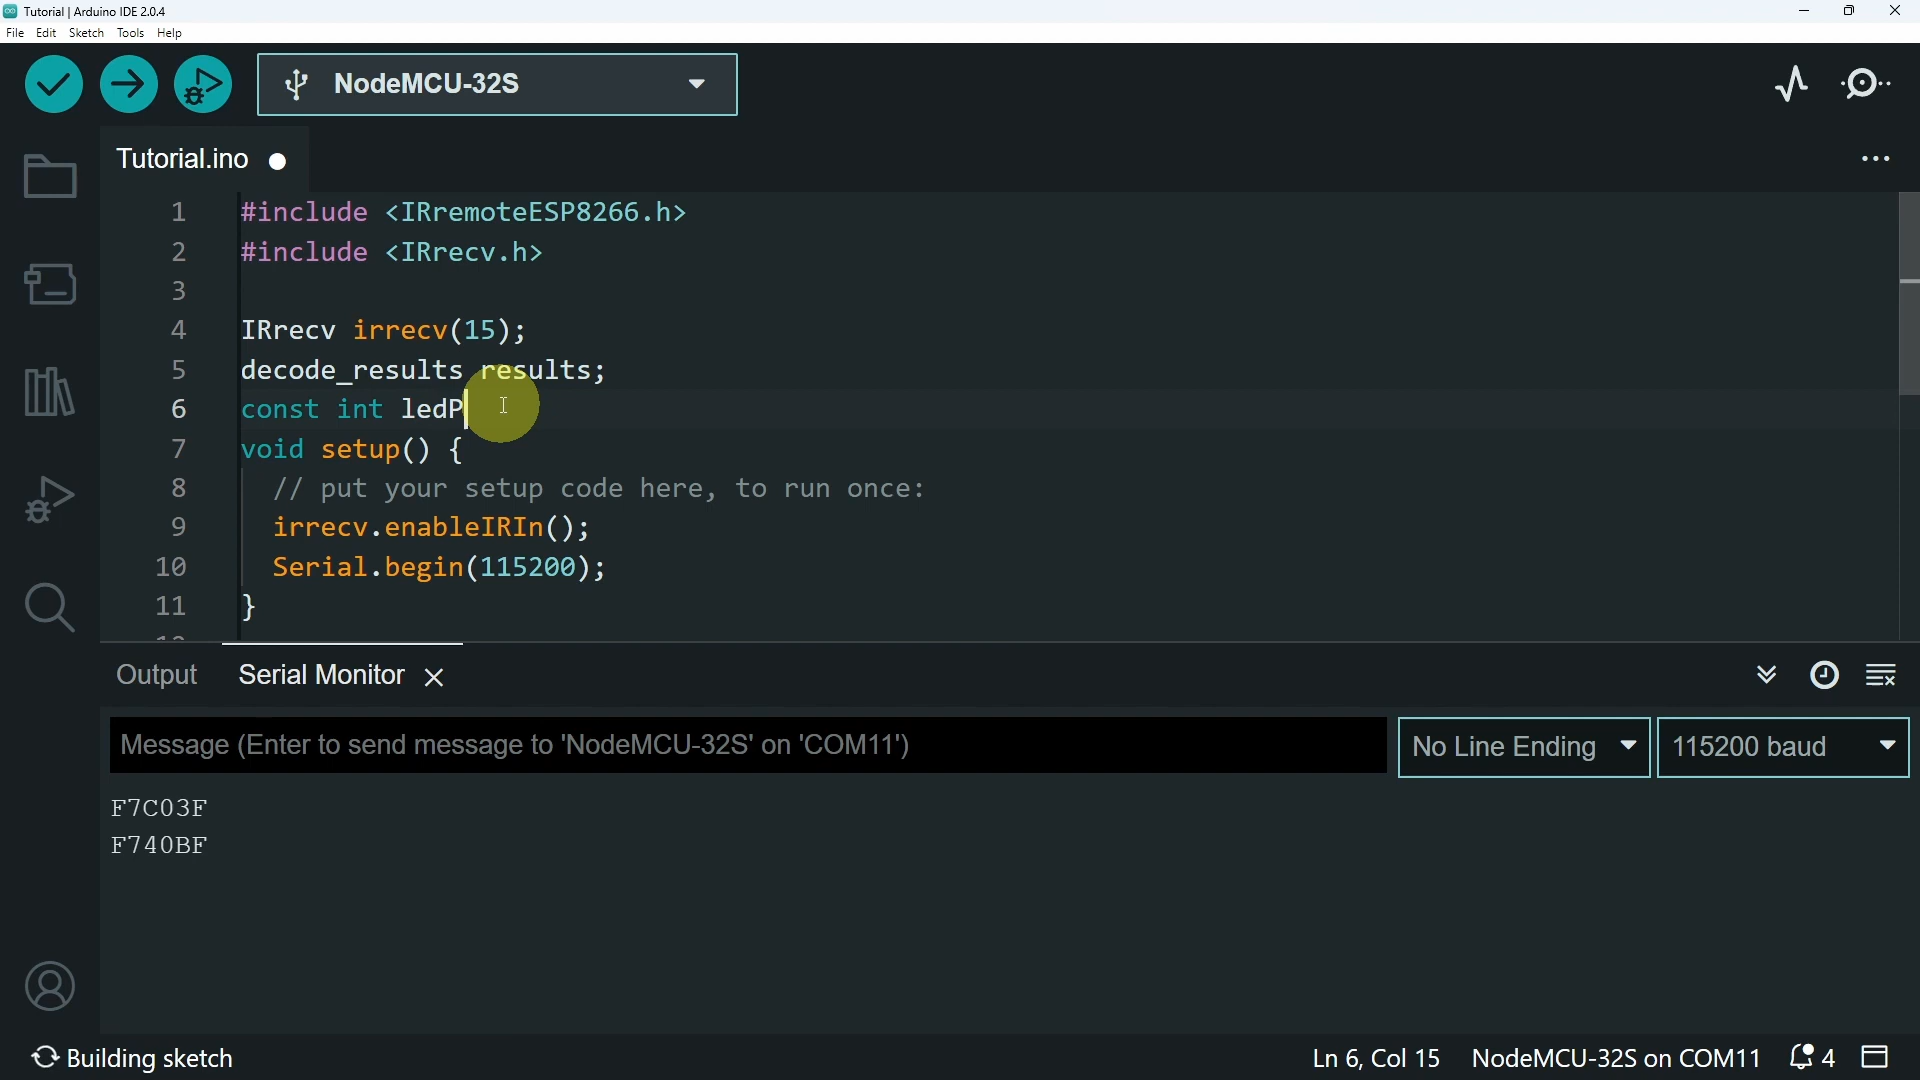 Tutorial | Arduino IDE 2.0.4
File Edit Sketch Tools Help
NodeMCU-32S
Tutorial.ino
1 #include <IRremoteESP8266.h>
2 #include <IRrecv.h>
3
4 IRrecv irrecv(15);
5 decode_results results;
6 const int ledP
7 void setup() {
8 // put your setup code here, to run once:
9 irrecv.enableIRIn();
10 Serial.begin(115200);
11 }
Output Serial Monitor
Message (Enter to send message to 'NodeMCU-32S' on 'COM11')
No Line Ending 115200 baud
F7C03F
F740BF
Building sketch Ln 6, Col 15 NodeMCU-32S on COM11 4